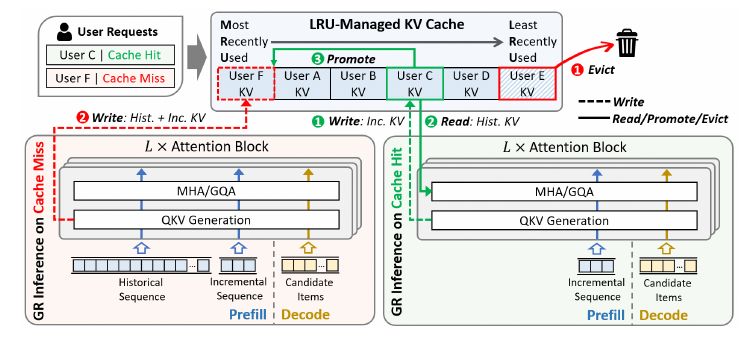 User Requests
User C | Cache Hit
User F | Cache Miss
LRU-Managed KV Cache
Most
Recently
Used
Least
Recently
Used
3 Promote
User F
KV
User A
KV
User B
KV
User C
KV
User D
KV
User E
KV
1 Evict
2 Write: Hist. + Inc. KV
1 Write: Inc. KV
2 Read: Hist. KV
Write
Read/Promote/Evict
GR Inference on Cache Miss
L × Attention Block
MHA/GQA
QKV Generation
...
...
Historical
Sequence
Incremental
Sequence
Candidate
Items
Prefill
Decode
GR Inference on Cache Hit
L × Attention Block
MHA/GQA
QKV Generation
...
Incremental
Sequence
Candidate
Items
Prefill
Decode